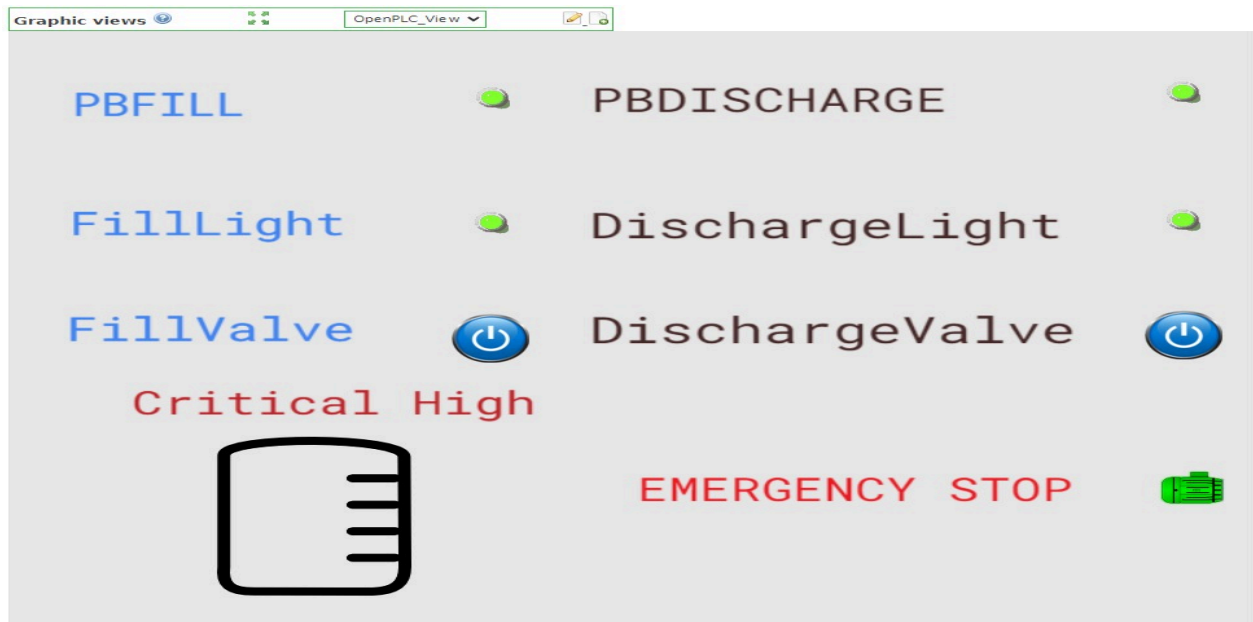 Graphic views OpenPLC_View
PBFILL PBDISCHARGE
FillLight DischargeLight
FillValve DischargeValve
Critical High
EMERGENCY STOP